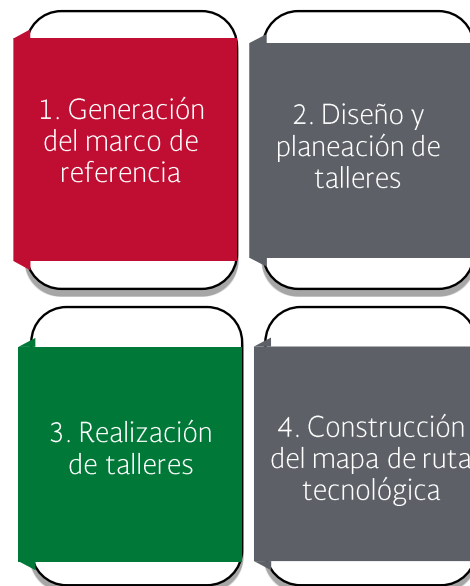 1. Generación
del marco de
referencia
2. Diseño y
planeación de
talleres
3. Realización
de talleres
4. Construcción
del mapa de ruta
tecnológica